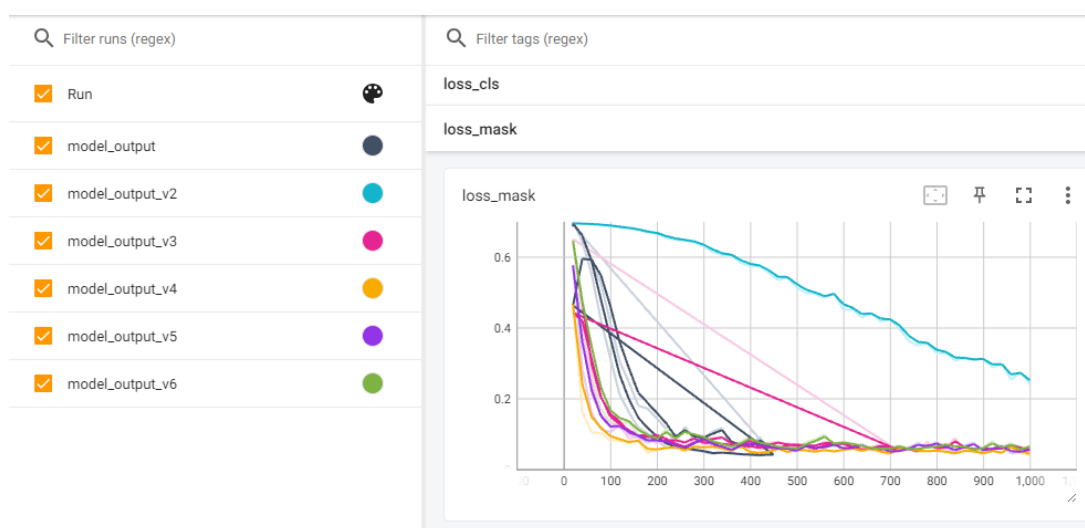 Filter runs (regex)
Run
model_output
model_output_v2
model_output_v3
model_output_v4
model_output_v5
model_output_v6
Filter tags (regex)
loss_cls
loss_mask
loss_mask
0.6
0.4
0.2
0 100 200 300 400 500 600 700 800 900 1,000